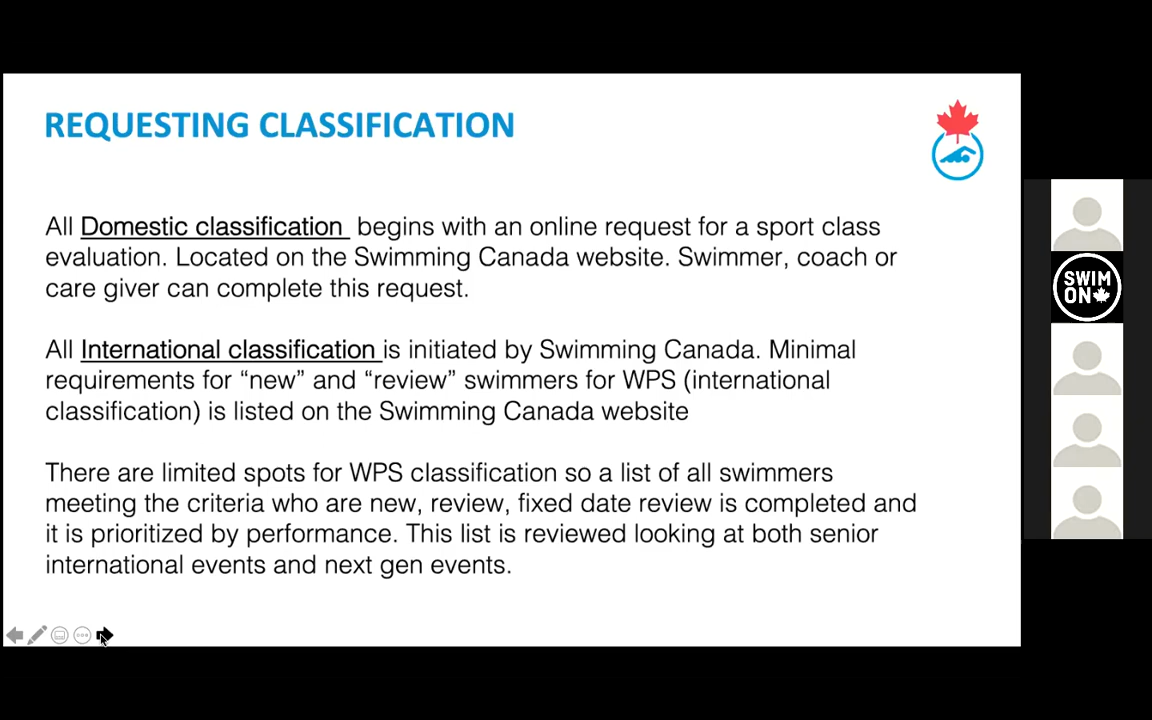 REQUESTING CLASSIFICATION
All Domestic classification begins with an online request for a sport class
evaluation. Located on the Swimming Canada website. Swimmer, coach or
care giver can complete this request.
All International classification is initiated by Swimming Canada. Minimal
requirements for “new” and “review” swimmers for WPS (international
classification) is listed on the Swimming Canada website
There are limited spots for WPS classification so a list of all swimmers
meeting the criteria who are new, review, fixed date review is completed and
it is prioritized by performance. This list is reviewed looking at both senior
international events and next gen events.
SWIM
ON